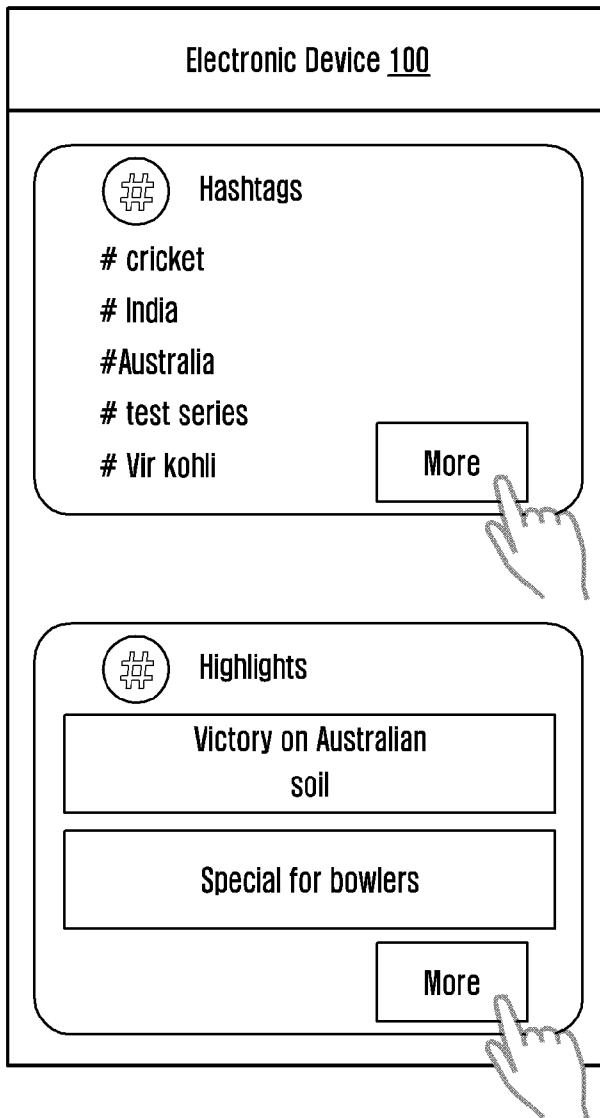 Electronic Device 100
# Hashtags
# cricket
# India
#Australia
# test series
# Vir kohli
More
# Highlights
Victory on Australian
soil
Special for bowlers
More